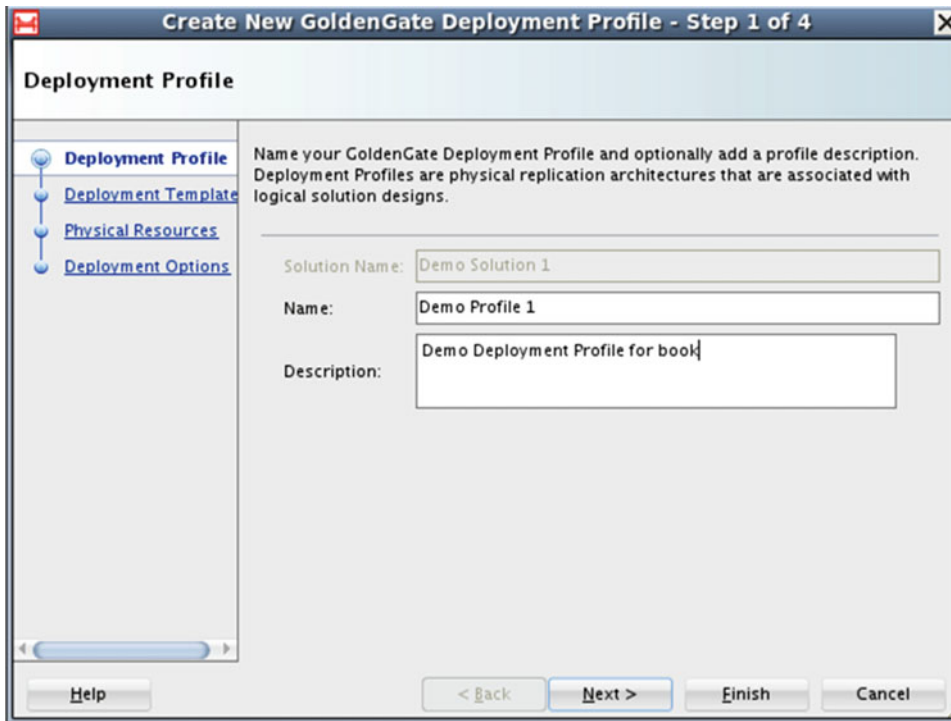 Create New GoldenGate Deployment Profile - Step 1 of 4
Deployment Profile
Deployment Profile
Deployment Template
Physical Resources
Deployment Options
Name your GoldenGate Deployment Profile and optionally add a profile description.
Deployment Profiles are physical replication architectures that are associated with
logical solution designs.
Solution Name: Demo Solution 1
Name: Demo Profile 1
Description: Demo Deployment Profile for book
Help < Back Next > Finish Cancel